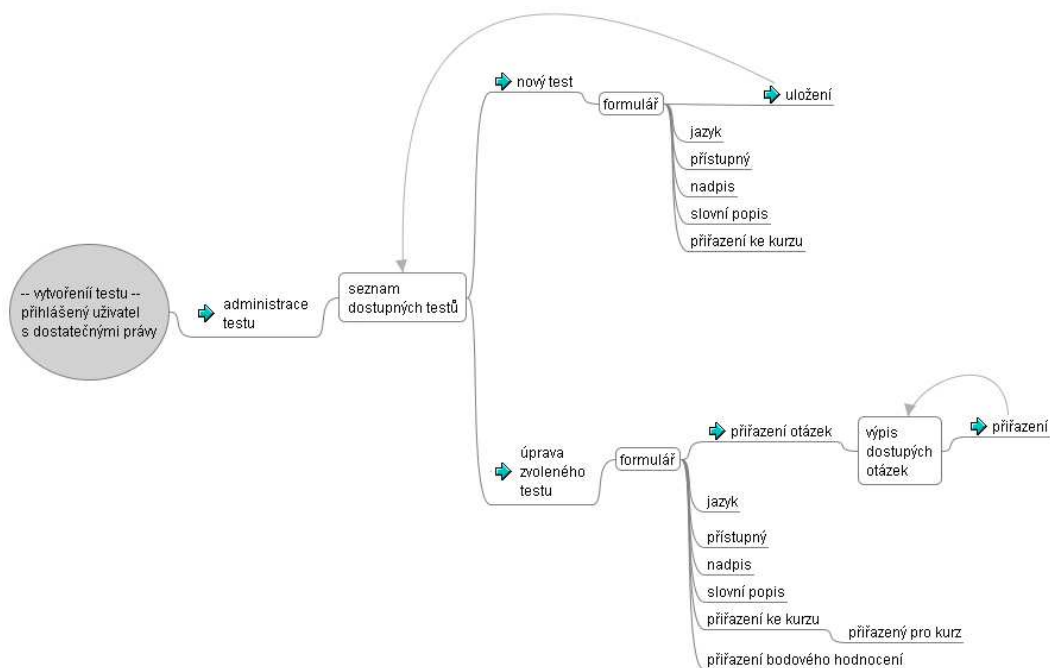 nový test
formulář
uložení
jazyk
přístupný
nadpis
slovní popis
přiřazení ke kurzu
-- vytvořeníí testu --
přihlášený uživatel
s dostatečnými právy
administrace
testu
seznam
dostupných testů
úprava
zvoleného
testu
formulář
přiřazení otázek
výpis
dostupých
otázek
přiřazení
jazyk
přístupný
nadpis
slovní popis
přiřazení ke kurzu
přiřazený pro kurz
přiřazení bodového hodnocení